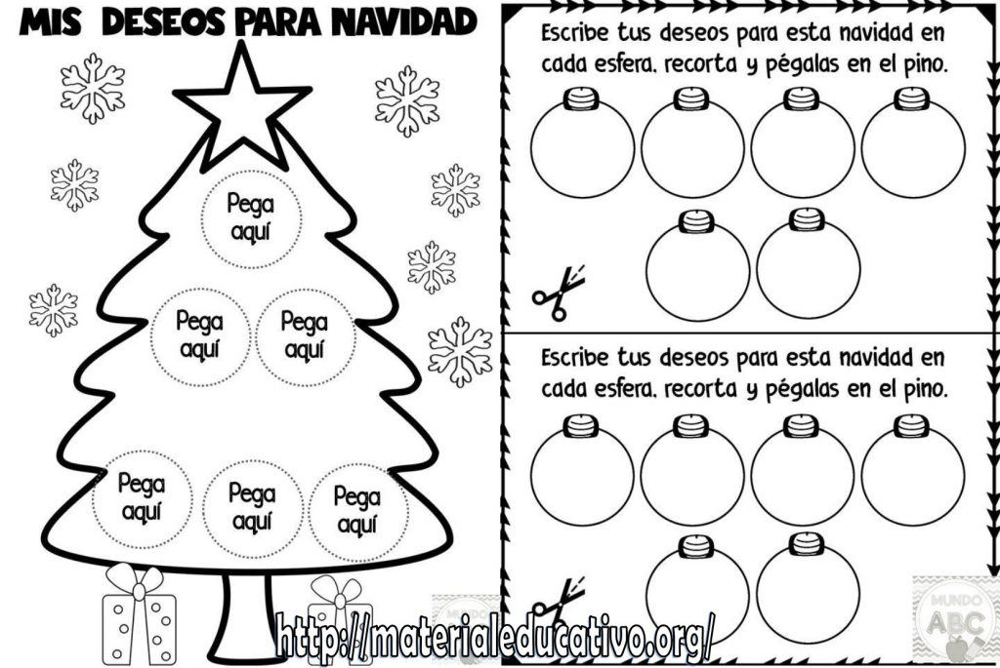 MIS DESEOS PARA NAVIDAD
Pega
aquí
Pega
aquí
Pega
aquí
Pega
aquí
Pega
aquí
Pega
aquí
Escribe tus deseos para esta navidad en
cada esfera, recorta y pégalas en el pino.
Escribe tus deseos para esta navidad en
cada esfera, recorta y pégalas en el pino.
MUNDO
ABC
http://materialeducativo.org/